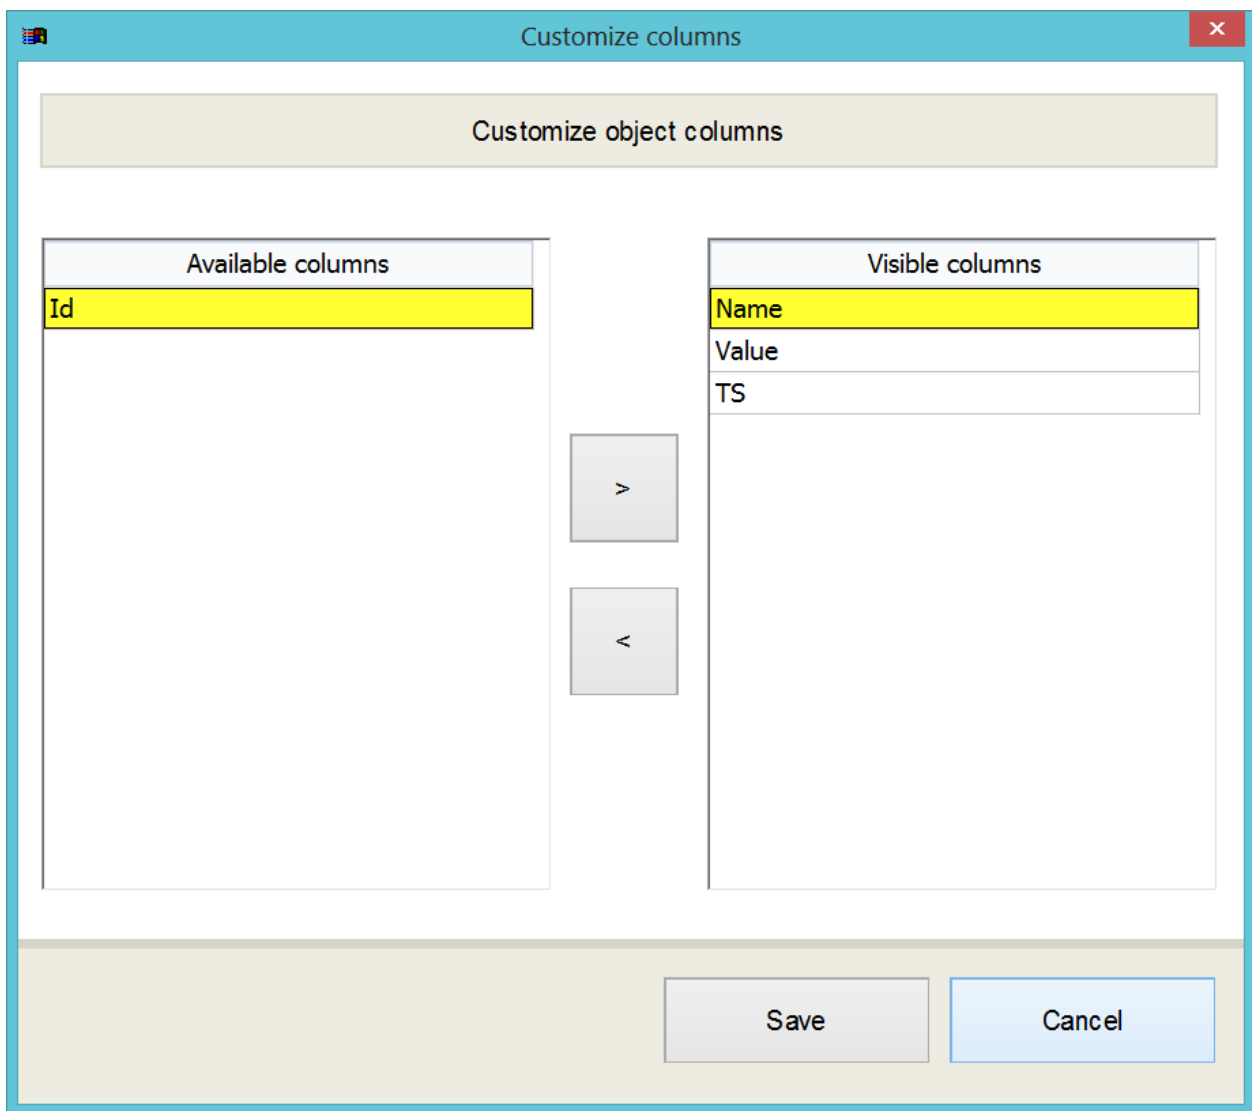 Customize columns
Customize object columns
Available columns
Id
Visible columns
Name
Value
TS
>
<
Save
Cancel